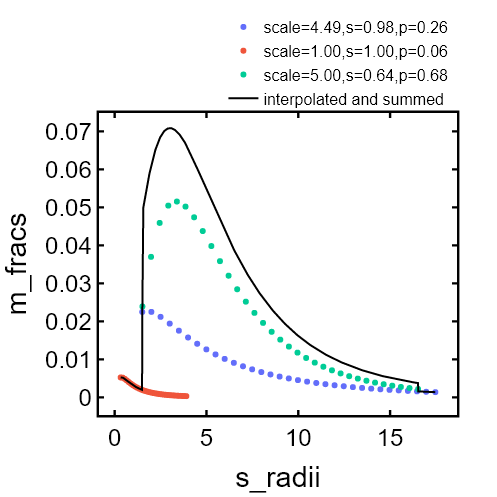 scale=4.49,s=0.98,p=0.26
scale=1.00,s=1.00,p=0.06
scale=5.00,s=0.64,p=0.68
interpolated and summed
0.07
0.06
0.05
0.04
0.03
0.02
0.01
0
m_fracs
0 5 10 15
s_radii